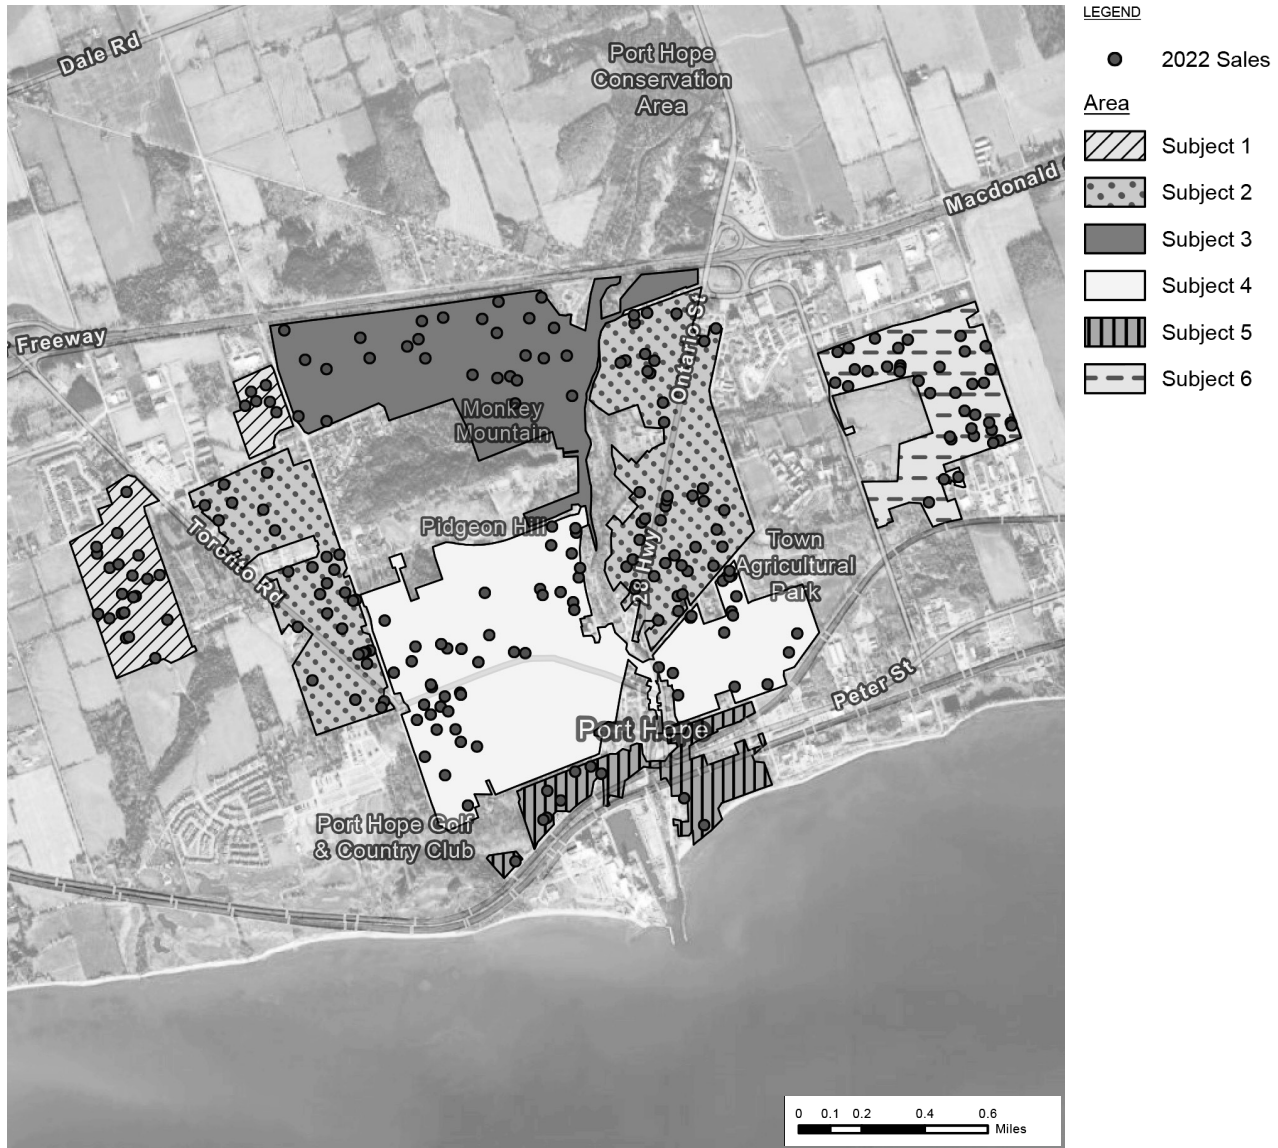 LEGEND
2022 Sales
Area
Subject 1
Subject 2
Subject 3
Subject 4
Subject 5
Subject 6
Dale Rd
Port Hope
Conservation
Area
Macdonald
Freeway
Ontario St
Monkey
Mountain
Pidgeon Hill
Toronto Rd
28 Hwy
Town
Agricultural
Park
Peter St
Port Hope
Port Hope Golf
& Country Club
0 0.1 0.2 0.4 0.6
Miles